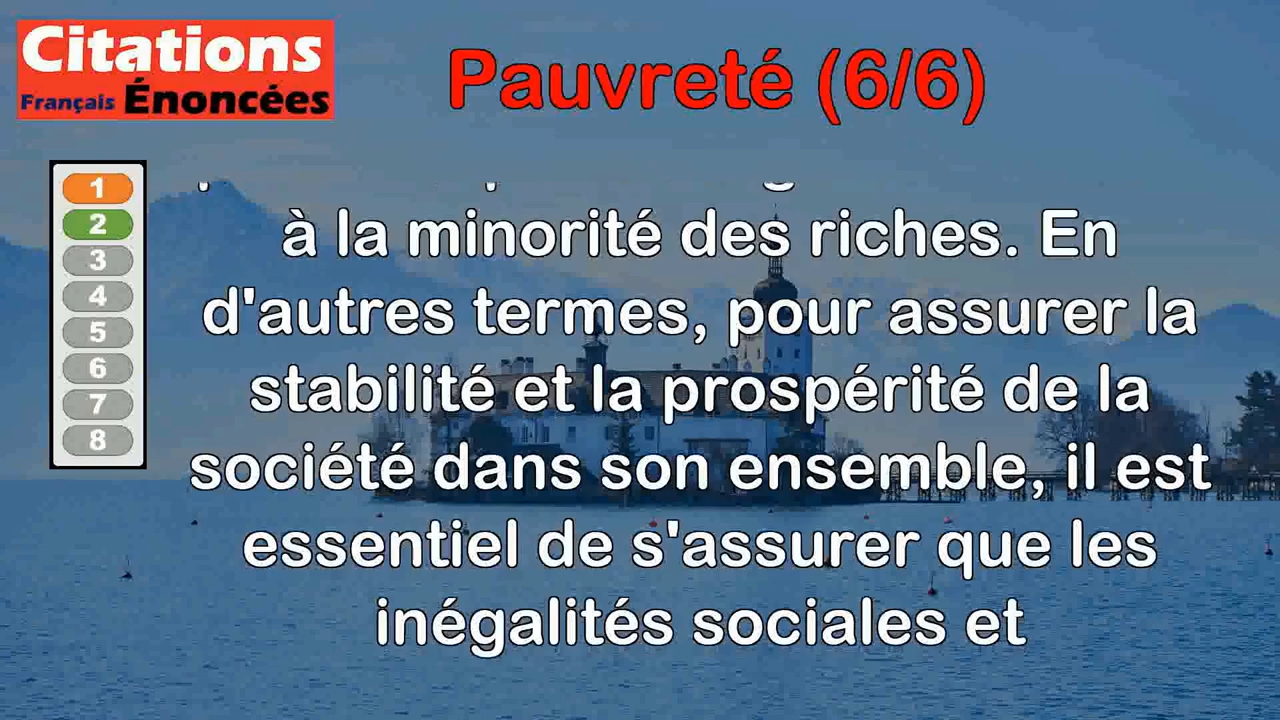 Citations
Français Énoncées
Pauvreté (6/6)
1
2
3
4
5
6
7
8
à la minorité des riches. En
d'autres termes, pour assurer la
stabilité et la prospérité de la
société dans son ensemble, il est
essentiel de s'assurer que les
inégalités sociales et